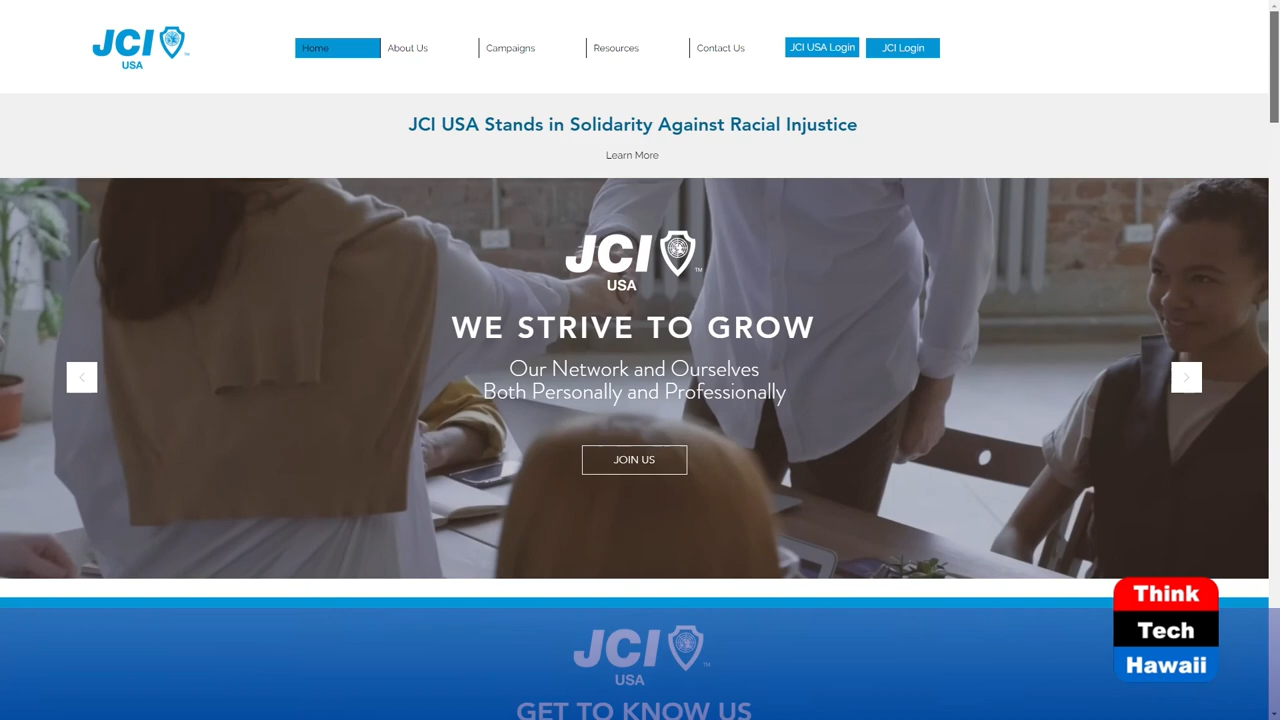 JCI
USA
Home
About Us
Campaigns
Resources
Contact Us
JCI USA Login
JCI Login
JCI USA Stands in Solidarity Against Racial Injustice
Learn More
JCI ™
USA
WE STRIVE TO GROW
Our Network and Ourselves
Both Personally and Professionally
JOIN US
Think
Tech
Hawaii
JCI
USA
GET TO KNOW US